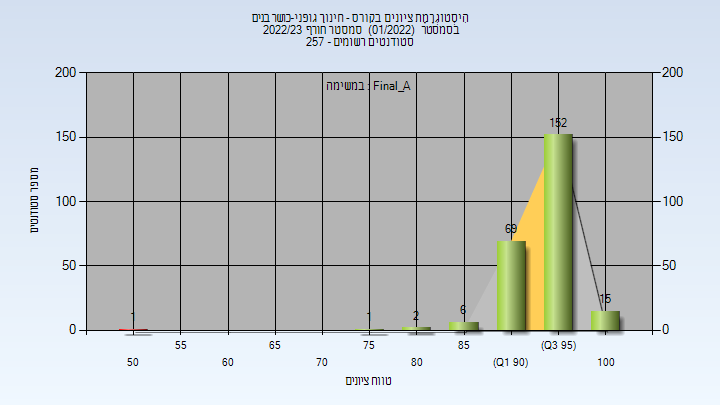 היסטוגרמת ציונים בקורס - חינוך גופני-כושר בנים
בסמסטר (01/2022) סמסטר חורף 2022/23
סטודנטים רשומים - 257
במשימה : Final_A
200 200
150 150
100 100
50 50
0 0
מספר סטודנטים
1 1 2 6 69 152 15
55 65 75 85 (Q3 95)
50 60 70 80 (Q1 90) 100
טווח ציונים